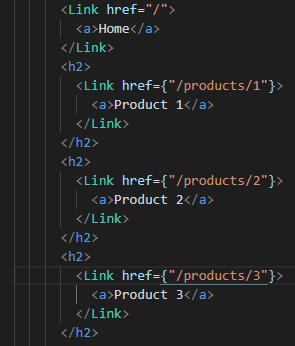 <Link href="/">
<a>Home</a>
</Link>
<h2>
<Link href={"/products/1"}>
<a>Product 1</a>
</Link>
</h2>
<h2>
<Link href={"/products/2"}>
<a>Product 2</a>
</Link>
</h2>
<h2>
<Link href={"/products/3"}>
<a>Product 3</a>
</Link>
</h2>